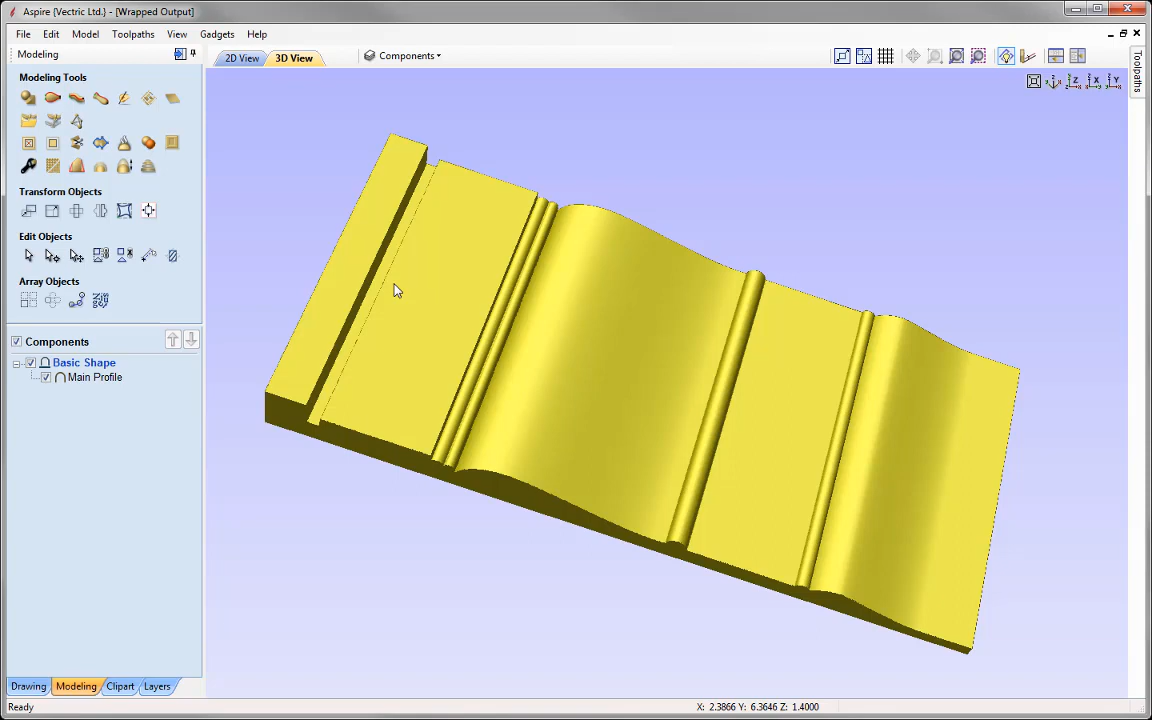 Aspire {Vectric Ltd.} - [Wrapped Output]
File Edit Model Toolpaths View Gadgets Help
Modeling
2D View 3D View Components
Toolpaths
Modeling Tools
Transform Objects
Edit Objects
Array Objects
Components
Basic Shape
Main Profile
Drawing Modeling Clipart Layers
Ready X: 2.3866 Y: 6.3646 Z: 1.4000